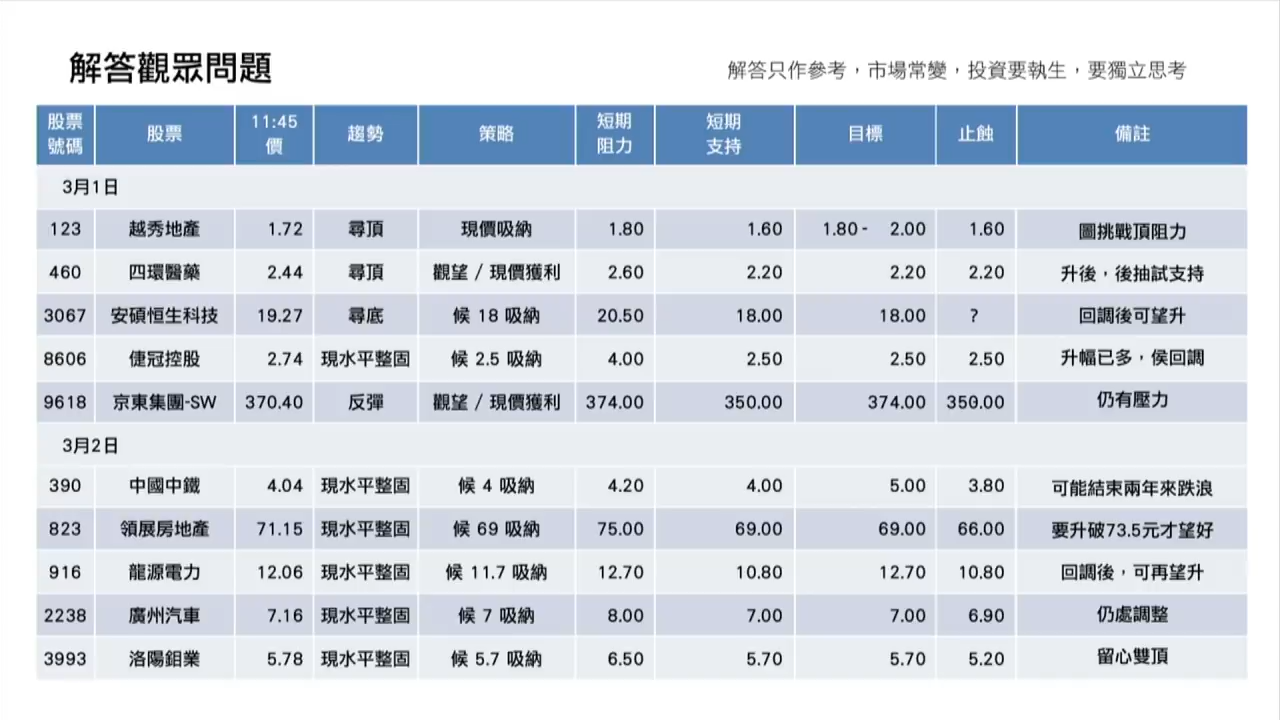 解答觀眾問題
解答只作參考，市場常變，投資要執生，要獨立思考
股票號碼 股票 11:45價 趨勢 策略 短期阻力 短期支持 目標 止蝕 備註
3月1日
123 越秀地產 1.72 尋頂 現價吸納 1.80 1.60 1.80 - 2.00 1.60 圖挑戰頂阻力
460 四環醫藥 2.44 尋頂 觀望 / 現價獲利 2.60 2.20 2.20 2.20 升後，後抽試支持
3067 安碩恒生科技 19.27 尋底 候 18 吸納 20.50 18.00 18.00 ? 回調後可望升
8606 倢冠控股 2.74 現水平整固 候 2.5 吸納 4.00 2.50 2.50 2.50 升幅已多，侯回調
9618 京東集團-SW 370.40 反彈 觀望 / 現價獲利 374.00 350.00 374.00 350.00 仍有壓力
3月2日
390 中國中鐵 4.04 現水平整固 候 4 吸納 4.20 4.00 5.00 3.80 可能結束兩年來跌浪
823 領展房地產 71.15 現水平整固 候 69 吸納 75.00 69.00 69.00 66.00 要升破73.5元才望好
916 龍源電力 12.06 現水平整固 候 11.7 吸納 12.70 10.80 12.70 10.80 回調後，可再望升
2238 廣州汽車 7.16 現水平整固 候 7 吸納 8.00 7.00 7.00 6.90 仍處調整
3993 洛陽鉬業 5.78 現水平整固 候 5.7 吸納 6.50 5.70 5.70 5.20 留心雙頂